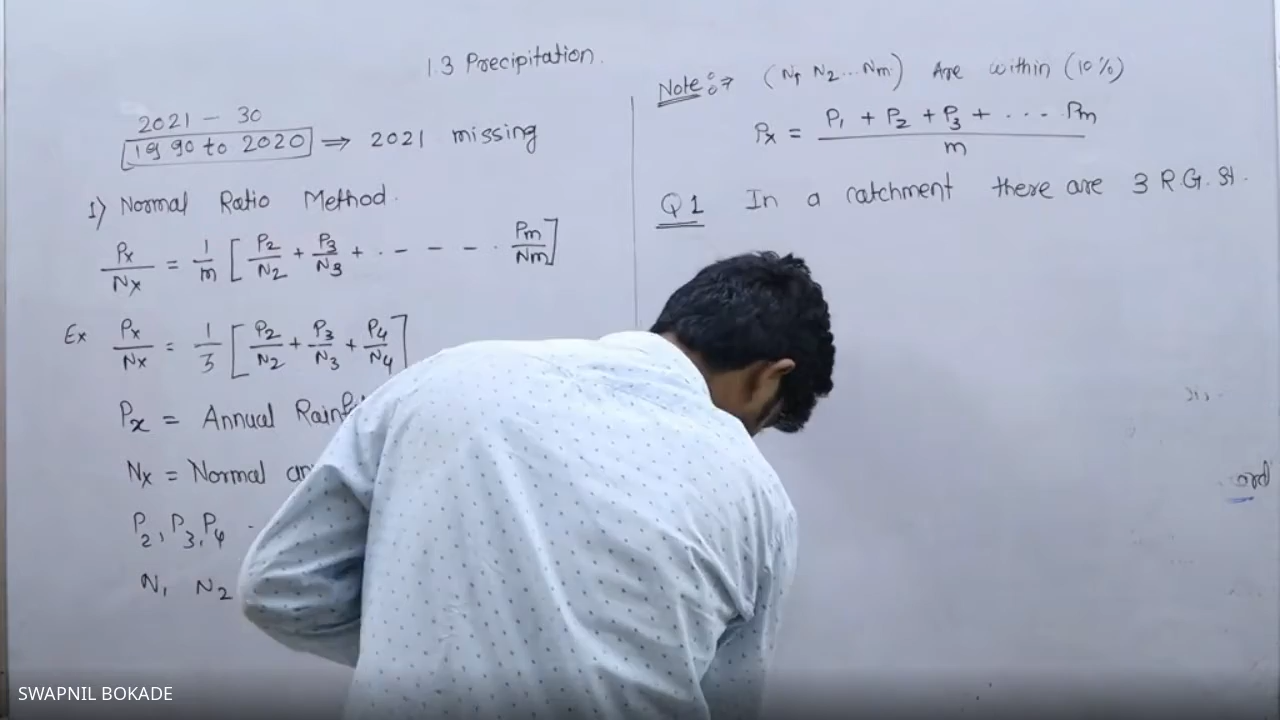 1.3 Precipitation.
2021 - 30
1990 to 2020 ⇒ 2021 missing
1) Normal Ratio Method.
Px/Nx = 1/m [ P2/N2 + P3/N3 + . - - - - . Pm/Nm ]
Ex Px/Nx = 1/3 [ P2/N2 + P3/N3 + P4/N4 ]
Px = Annual
Nx = Normal
P2, P3, P4
N1 N2
Note :→ (N1 N2 ... Nm) Are within (10%)
Px = P1 + P2 + P3 + ... Pm / m
Q1 In a catchment there are 3 R.G. St.
SWAPNIL BOKADE